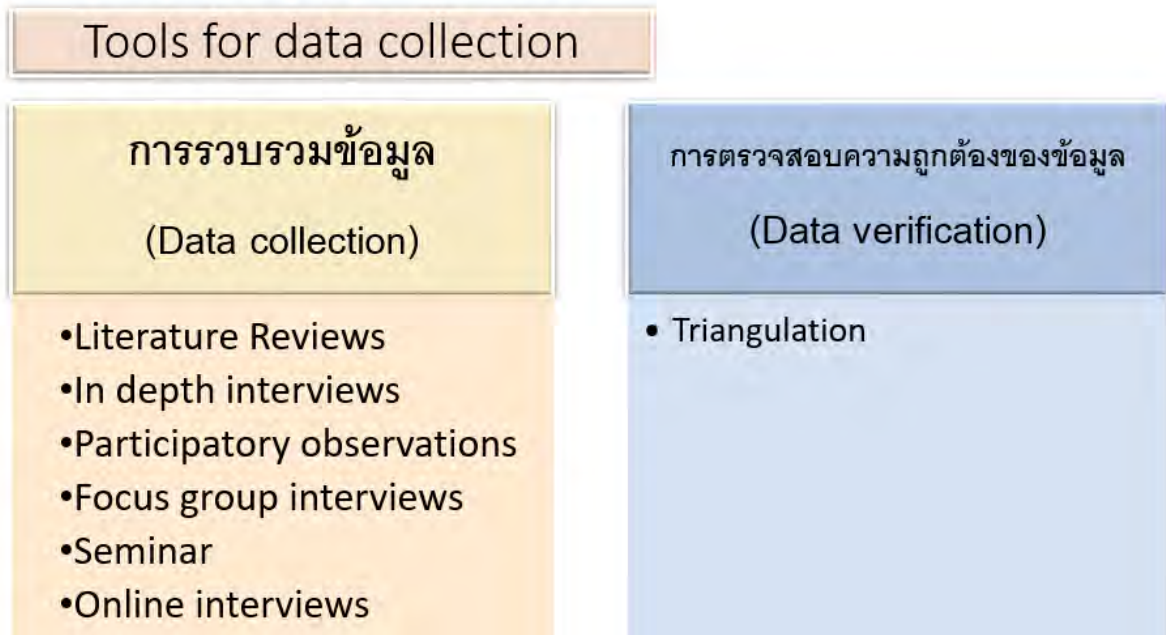 Tools for data collection
การรวบรวมข้อมูล
(Data collection)
•Literature Reviews
•In depth interviews
•Participatory observations
•Focus group interviews
•Seminar
•Online interviews
การตรวจสอบความถูกต้องของข้อมูล
(Data verification)
• Triangulation